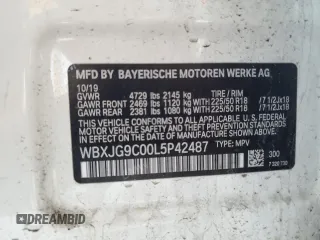 MFD BY BAYERISCHE MOTOREN WERKE AG
10/19
GVWR 4729 lbs 2145 kg TIRE / RIM
GAWR FRONT 2469 lbs 1120 kg WITH 225/50 R18 / 7 1/2Jx18
GAWR REAR 2381 lbs 1080 kg WITH 225/50 R18 / 7 1/2Jx18
THIS VEHICLE CONFORMS TO ALL APPLICABLE
U.S. FEDERAL MOTOR VEHICLE SAFETY,
BUMPER, AND THEFT PREVENTION STANDARDS
IN EFFECT ON THE DATE OF MANUFACTURE
SHOWN ABOVE.
WBXJG9C00L5P42487 TYPE: MPV
300
DREAMBID
@DREAMBID.COM